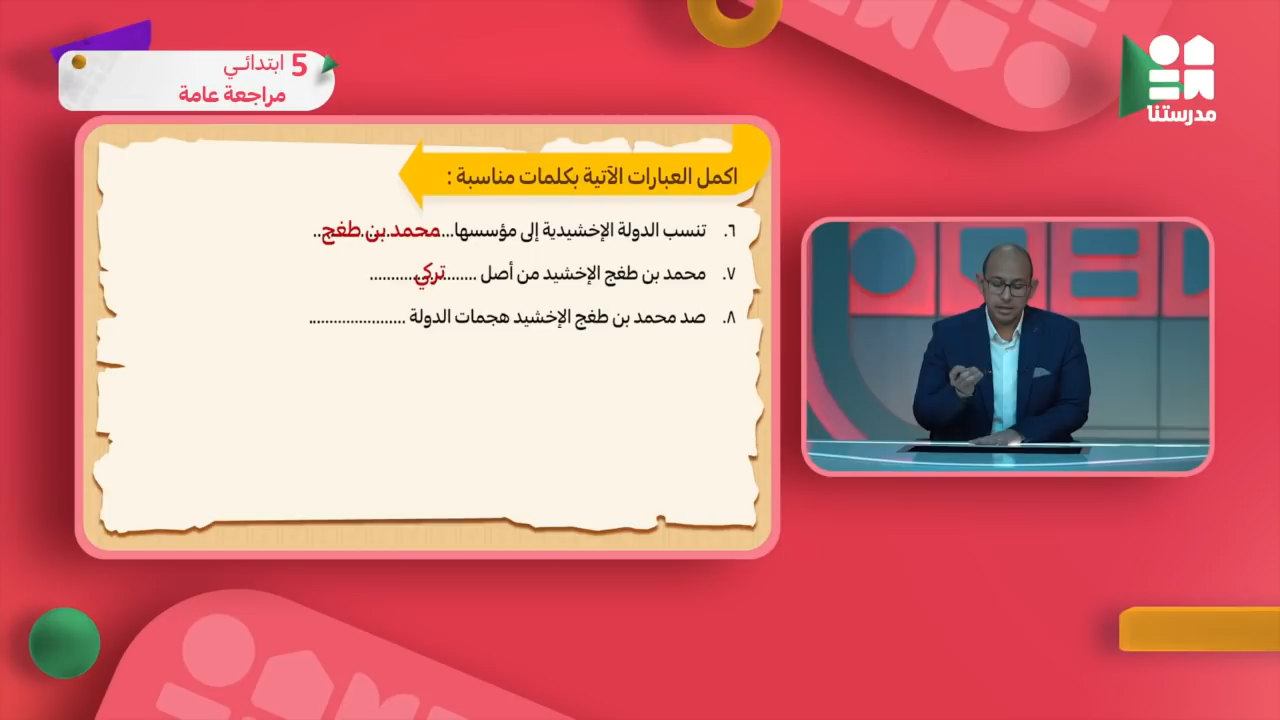 5 ابتدائي
مراجعة عامة
مدرستنا
اكمل العبارات الآتية بكلمات مناسبة :
٦. تنسب الدولة الإخشيدية إلى مؤسسها...محمد بن طغج..
٧. محمد بن طغج الإخشيد من أصل ........تركي............
٨. صد محمد بن طغج الإخشيد هجمات الدولة ......................